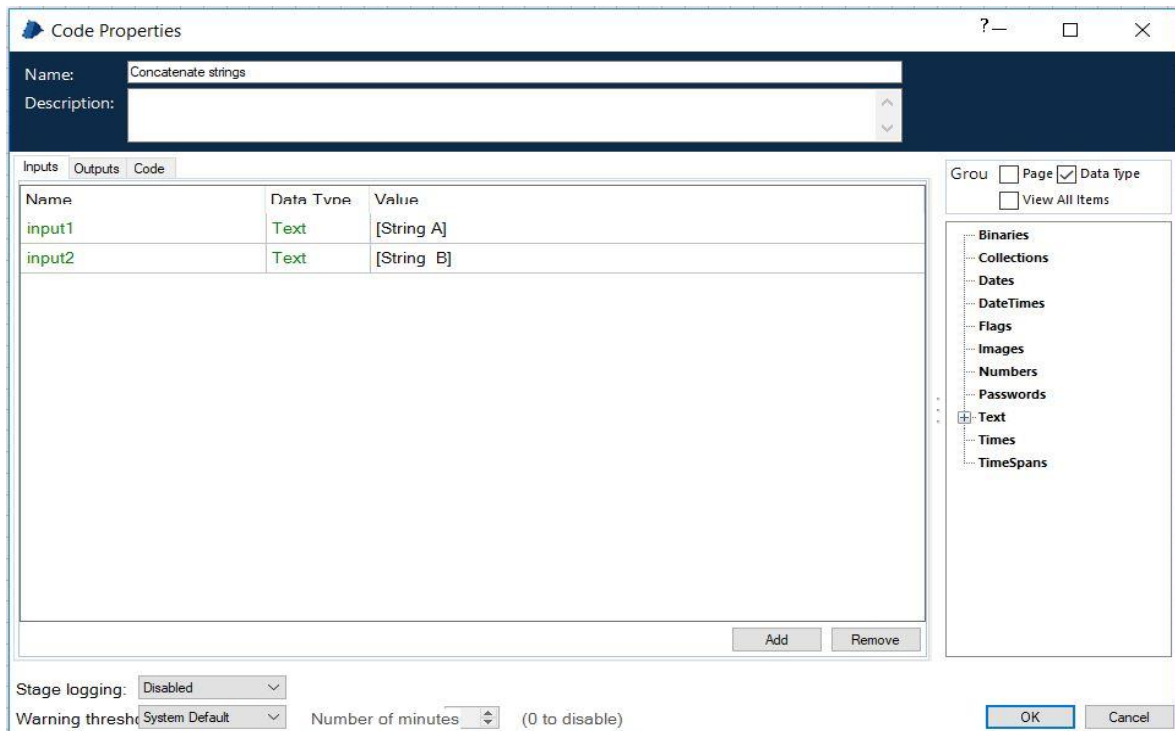 Code Properties
?
Name: Concatenate strings
Description:
Inputs Outputs Code
Name Data Type Value
input1 Text [String A]
input2 Text [String B]
Grou Page Data Type
View All Items
Binaries
Collections
Dates
DateTimes
Flags
Images
Numbers
Passwords
Text
Times
TimeSpans
Add Remove
Stage logging: Disabled
Warning thresho System Default Number of minutes (0 to disable)
OK Cancel